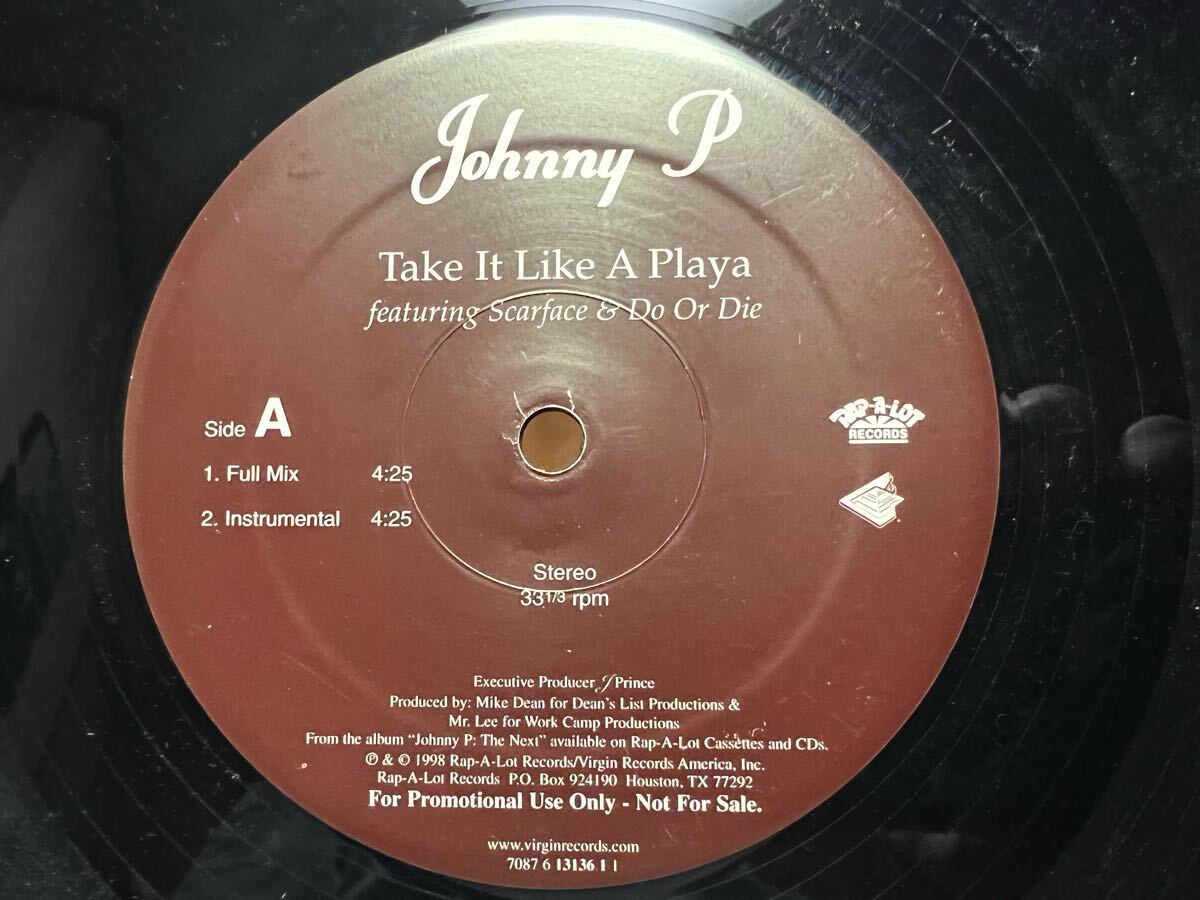 Johnny P
Take It Like A Playa
featuring Scarface & Do Or Die
Side A
1. Full Mix 4:25
2. Instrumental 4:25
RAP-A-LOT
RECORDS
Stereo
33 1/3 rpm
Executive Producer J Prince
Produced by: Mike Dean for Dean's List Productions &
Mr. Lee for Work Camp Productions
From the album "Johnny P: The Next" available on Rap-A-Lot Cassettes and CDs.
℗ & © 1998 Rap-A-Lot Records/Virgin Records America, Inc.
Rap-A-Lot Records P.O. Box 924190 Houston, TX 77292
For Promotional Use Only - Not For Sale.
www.virginrecords.com
7087 6 13136 1 1